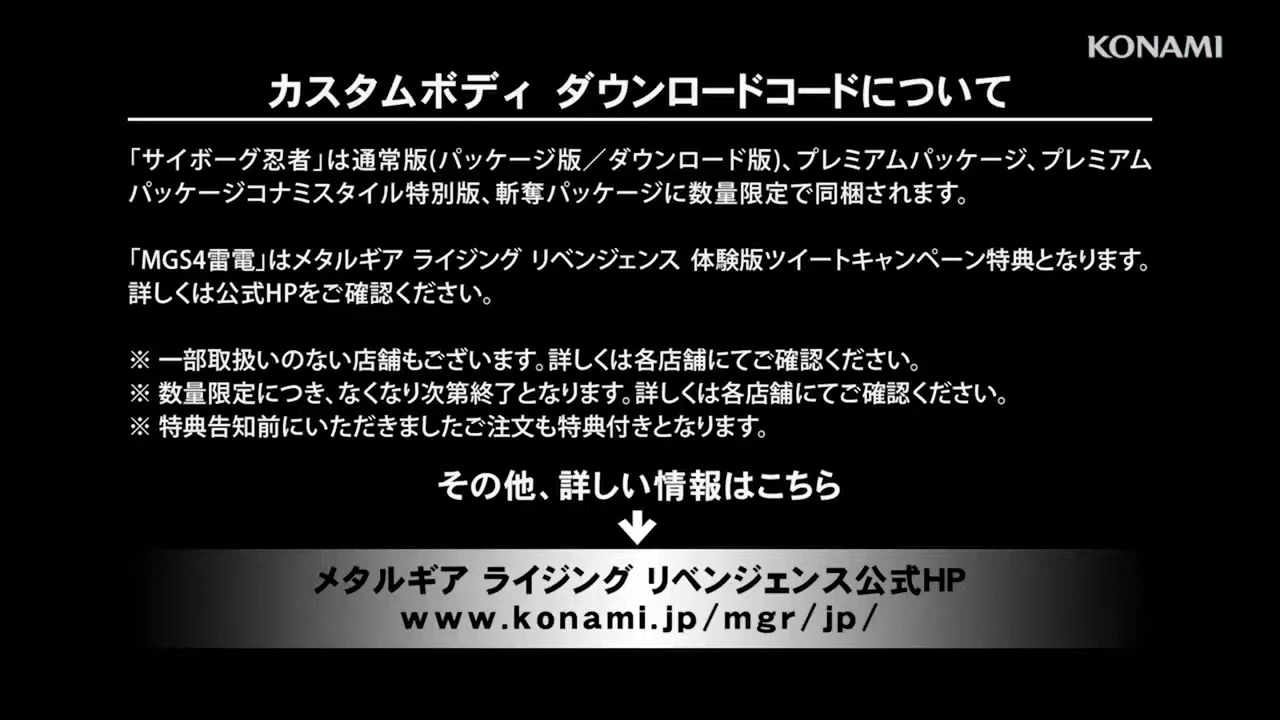 KONAMI
カスタムボディ ダウンロードコードについて
「サイボーグ忍者」は通常版(パッケージ版／ダウンロード版)、プレミアムパッケージ、プレミアム
パッケージコナミスタイル特別版、斬奪パッケージに数量限定で同梱されます。
「MGS4雷電」はメタルギア ライジング リベンジェンス 体験版ツイートキャンペーン特典となります。
詳しくは公式HPをご確認ください。
※ 一部取扱いのない店舗もございます。詳しくは各店舗にてご確認ください。
※ 数量限定につき、なくなり次第終了となります。詳しくは各店舗にてご確認ください。
※ 特典告知前にいただきましたご注文も特典付きとなります。
その他、詳しい情報はこちら
メタルギア ライジング リベンジェンス公式HP
www.konami.jp/mgr/jp/